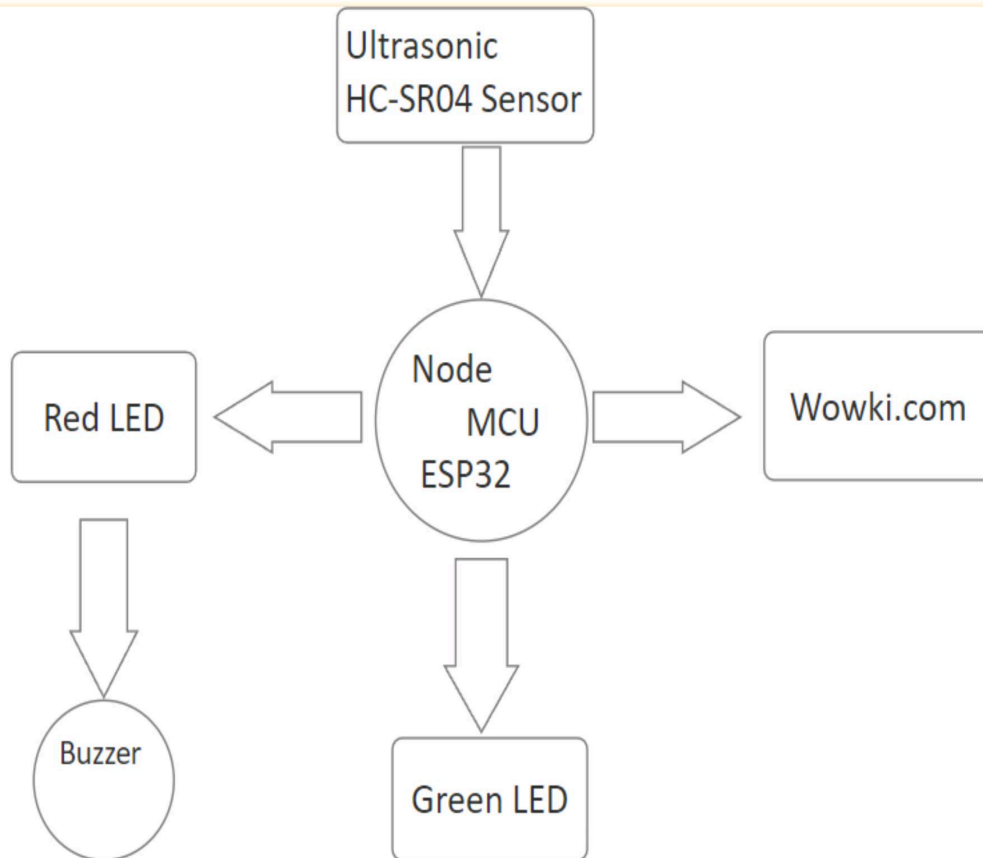 Ultrasonic
HC-SR04 Sensor
Node
MCU
ESP32
Red LED
Wowki.com
Buzzer
Green LED